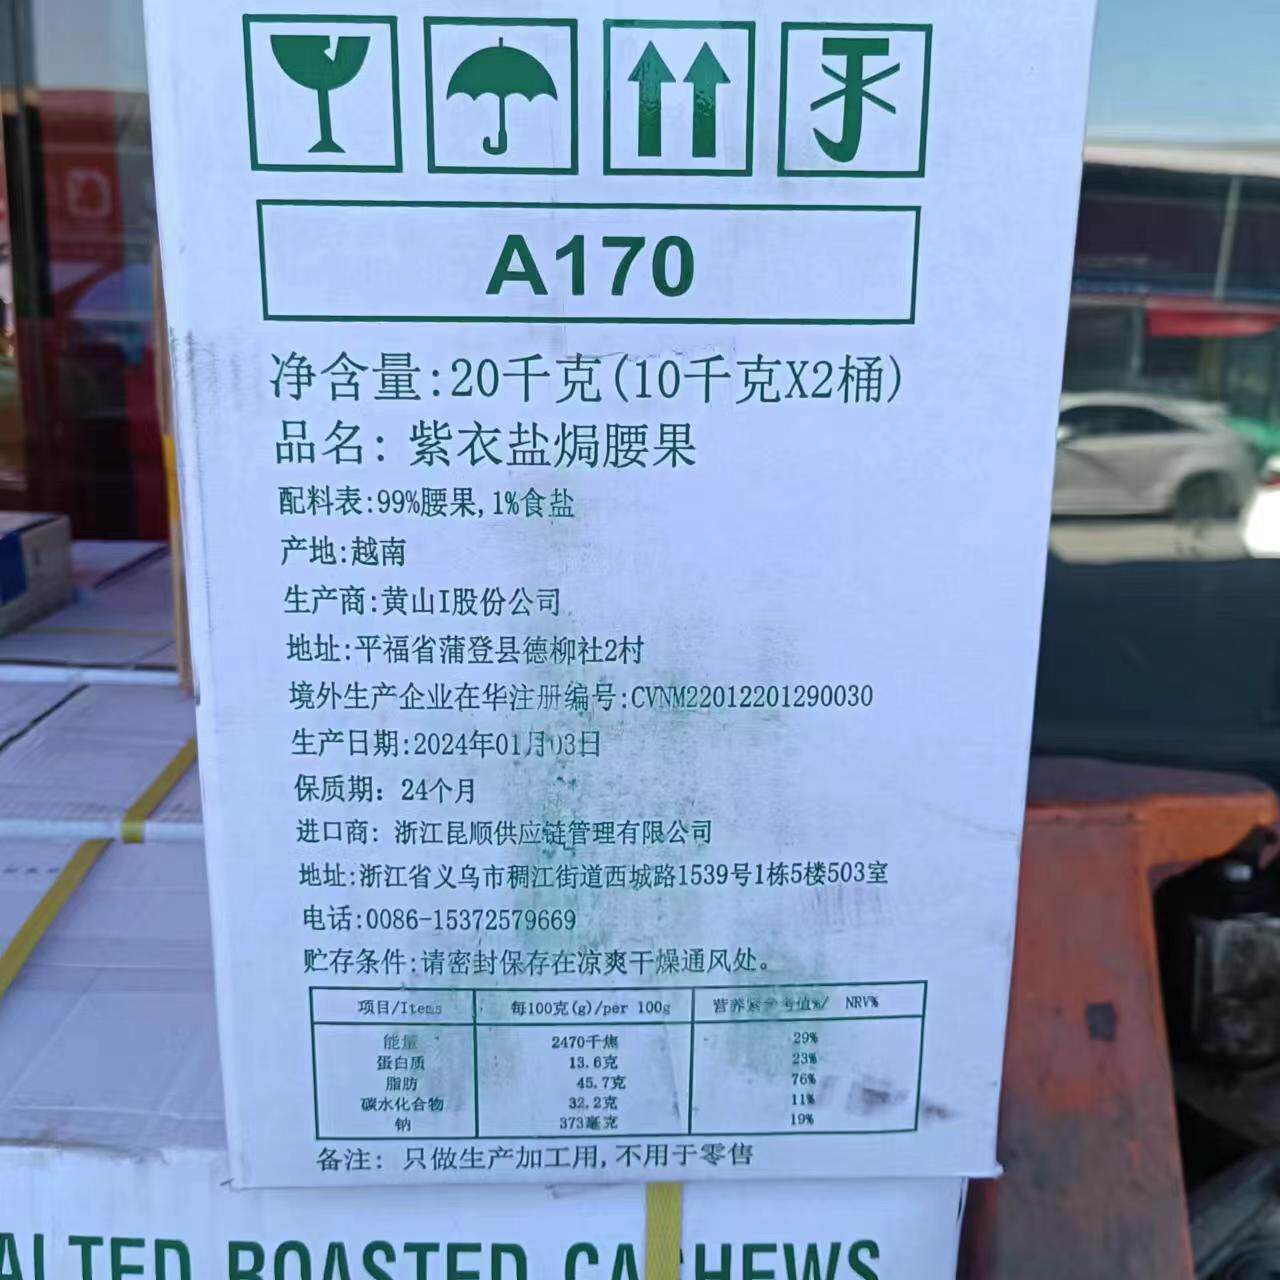 A170
净含量:20千克(10千克X2桶)
品名: 紫衣盐焗腰果
配料表:99%腰果,1%食盐
产地:越南
生产商:黄山I股份公司
地址:平福省蒲登县德柳社2村
境外生产企业在华注册编号:CVNM22012201290030
生产日期:2024年01月03日
保质期: 24个月
进口商: 浙江昆顺供应链管理有限公司
地址:浙江省义乌市稠江街道西城路1539号1栋5楼503室
电话:0086-15372579669
贮存条件:请密封保存在凉爽干燥通风处。
项目/Items 每100克(g)/per 100g 营养素参考值%/ NRV%
能量 2470千焦 29%
蛋白质 13.6克 23%
脂肪 45.7克 76%
碳水化合物 32.2克 11%
钠 373毫克 19%
备注: 只做生产加工用,不用于零售
ALTED ROASTED CASHEWS